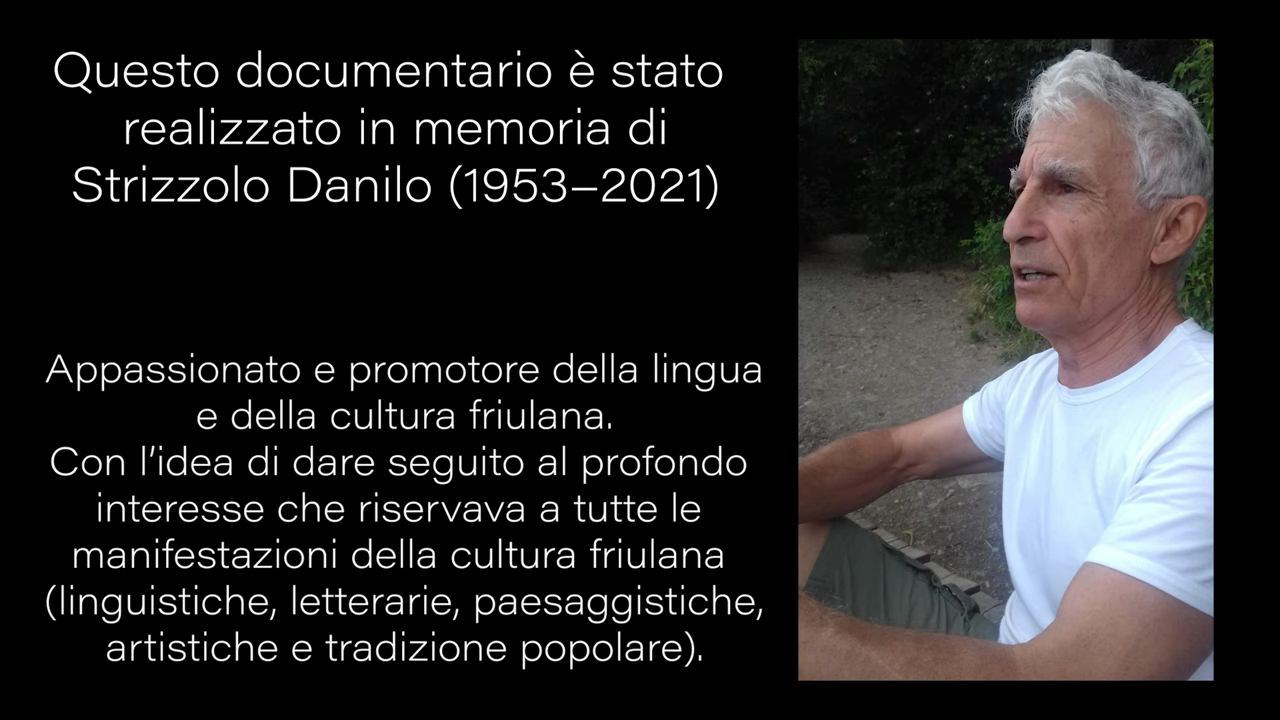 Questo documentario è stato
realizzato in memoria di
Strizzolo Danilo (1953–2021)
Appassionato e promotore della lingua
e della cultura friulana.
Con l'idea di dare seguito al profondo
interesse che riservava a tutte le
manifestazioni della cultura friulana
(linguistiche, letterarie, paesaggistiche,
artistiche e tradizione popolare).